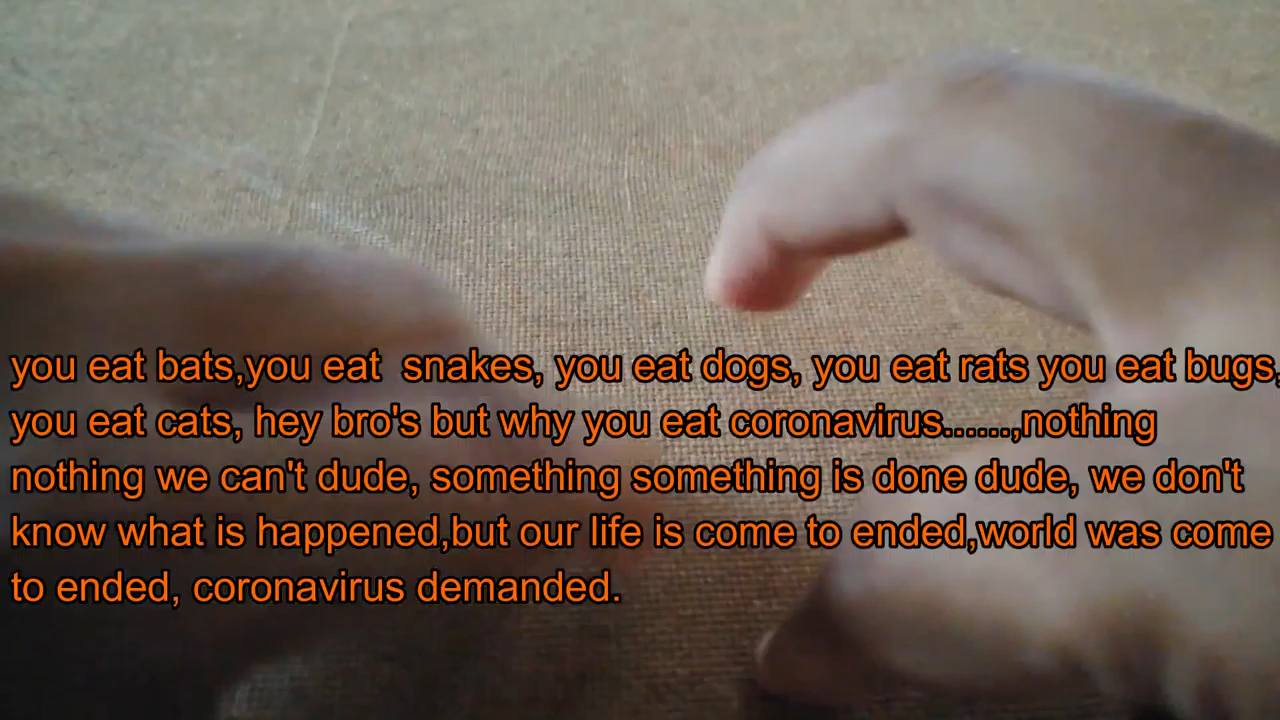 you eat bats,you eat  snakes, you eat dogs, you eat rats you eat bugs,
you eat cats, hey bro's but why you eat coronavirus......,nothing
nothing we can't dude, something something is done dude, we don't
know what is happened,but our life is come to ended,world was come
to ended, coronavirus demanded.